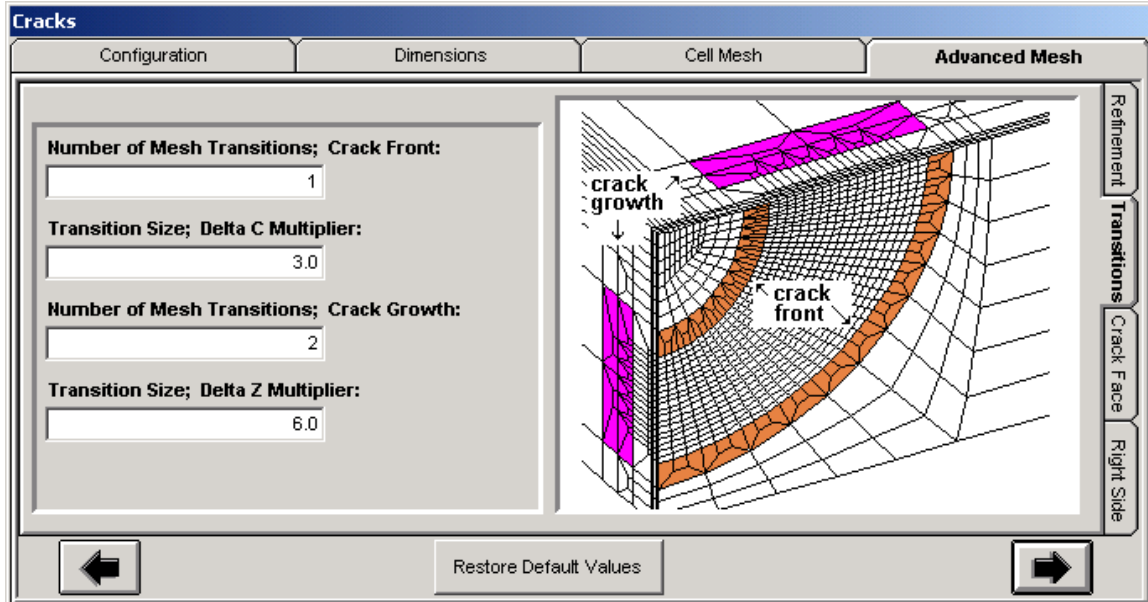 Cracks
Configuration
Dimensions
Cell Mesh
Advanced Mesh
Number of Mesh Transitions; Crack Front:
1
Transition Size; Delta C Multiplier:
3.0
Number of Mesh Transitions; Crack Growth:
2
Transition Size; Delta Z Multiplier:
6.0
crack
growth
crack
front
Refinement
Transitions
Crack Face
Right Side
Restore Default Values